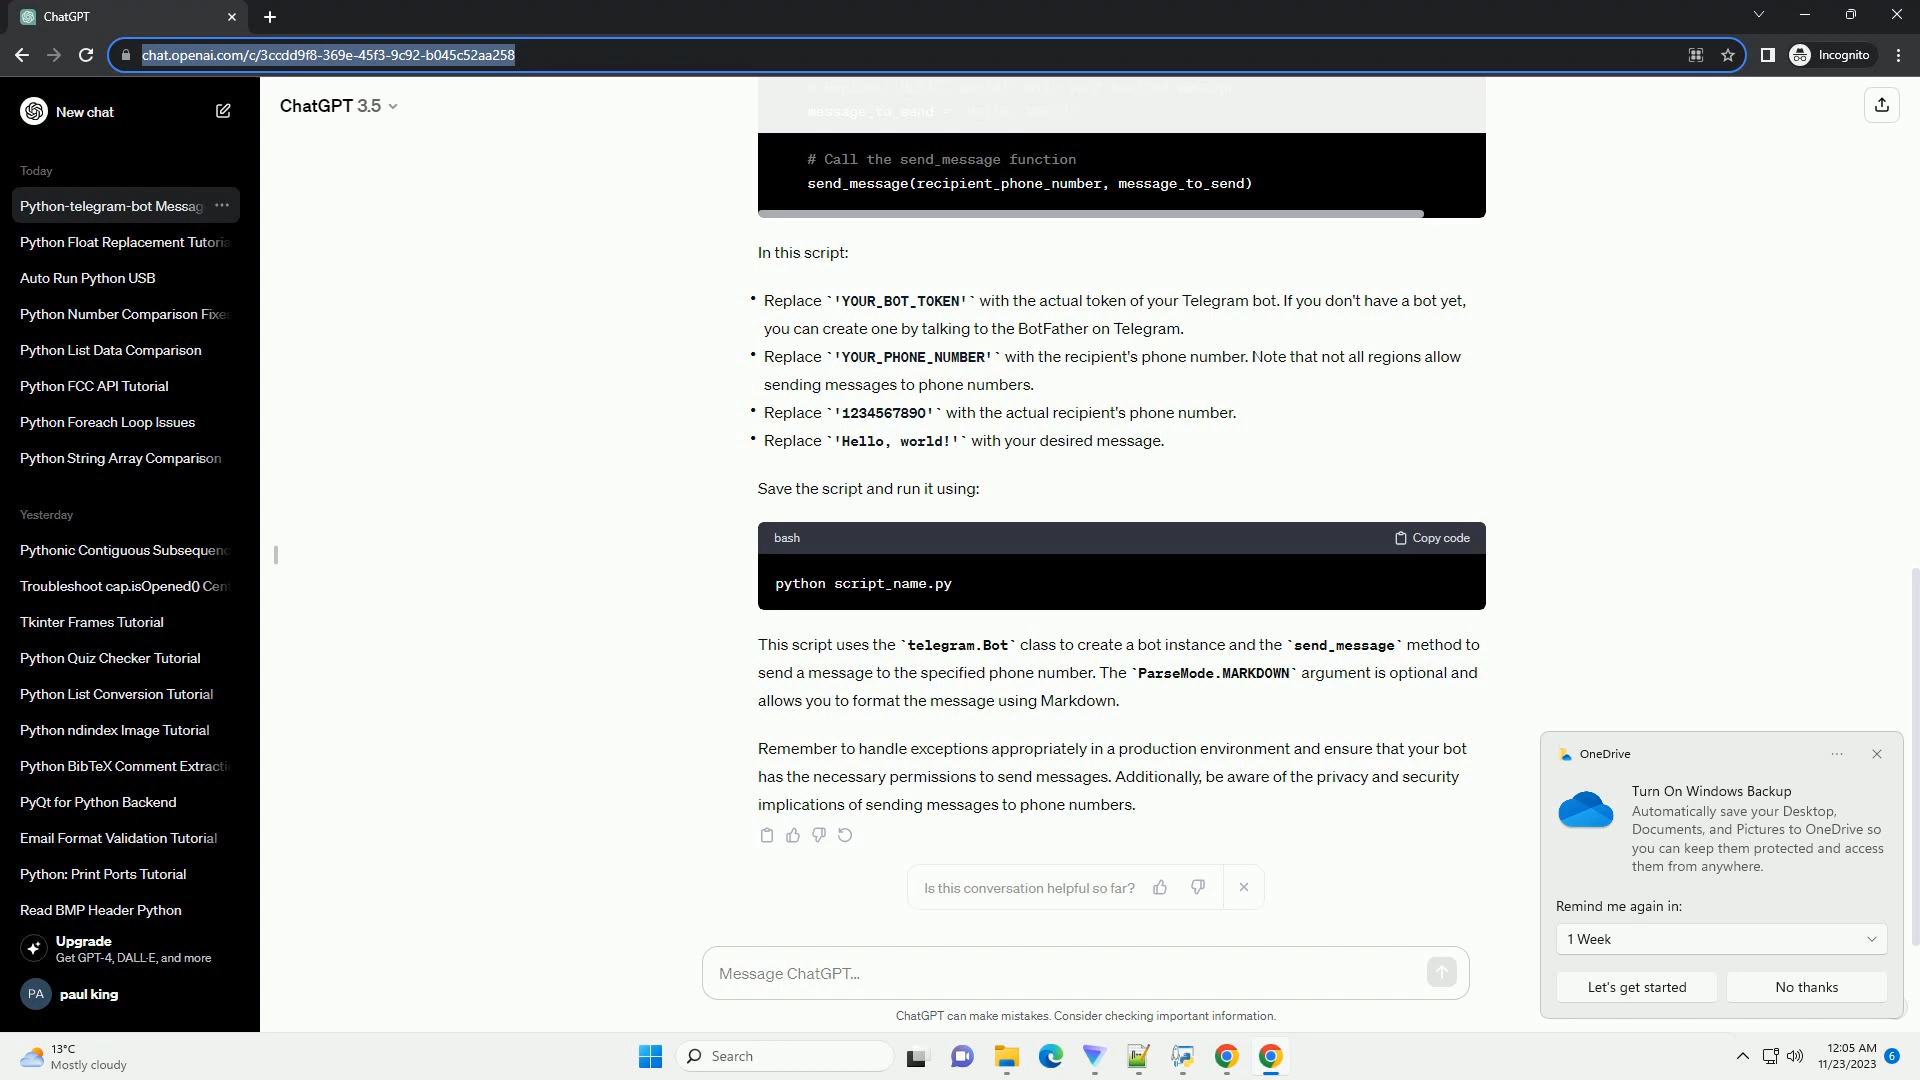 ChatGPT
chat.openai.com/c/3ccdd9f8-369e-45f3-9c92-b045c52aa258
Incognito
New chat
ChatGPT 3.5
Today
Python-telegram-bot Messag
Python Float Replacement Tutoria
Auto Run Python USB
Python Number Comparison Fixes
Python List Data Comparison
Python FCC API Tutorial
Python Foreach Loop Issues
Python String Array Comparison
Yesterday
Pythonic Contiguous Subsequenc
Troubleshoot cap.isOpened() Cen
Tkinter Frames Tutorial
Python Quiz Checker Tutorial
Python List Conversion Tutorial
Python ndindex Image Tutorial
Python BibTeX Comment Extracti
PyQt for Python Backend
Email Format Validation Tutorial
Python: Print Ports Tutorial
Read BMP Header Python
Upgrade
Get GPT-4, DALL·E, and more
PA
paul king
message_to_send =
# Call the send_message function
send_message(recipient_phone_number, message_to_send)
In this script:
• Replace `'YOUR_BOT_TOKEN'` with the actual token of your Telegram bot. If you don't have a bot yet,
you can create one by talking to the BotFather on Telegram.
• Replace `'YOUR_PHONE_NUMBER'` with the recipient's phone number. Note that not all regions allow
sending messages to phone numbers.
• Replace `'1234567890'` with the actual recipient's phone number.
• Replace `'Hello, world!'` with your desired message.
Save the script and run it using:
bash
Copy code
python script_name.py
This script uses the `telegram.Bot` class to create a bot instance and the `send_message` method to
send a message to the specified phone number. The `ParseMode.MARKDOWN` argument is optional and
allows you to format the message using Markdown.
Remember to handle exceptions appropriately in a production environment and ensure that your bot
has the necessary permissions to send messages. Additionally, be aware of the privacy and security
implications of sending messages to phone numbers.
Is this conversation helpful so far?
Message ChatGPT...
ChatGPT can make mistakes. Consider checking important information.
OneDrive
Turn On Windows Backup
Automatically save your Desktop,
Documents, and Pictures to OneDrive so
you can keep them protected and access
them from anywhere.
Remind me again in:
1 Week
Let's get started
No thanks
13°C
Mostly cloudy
Search
12:05 AM
11/23/2023
6